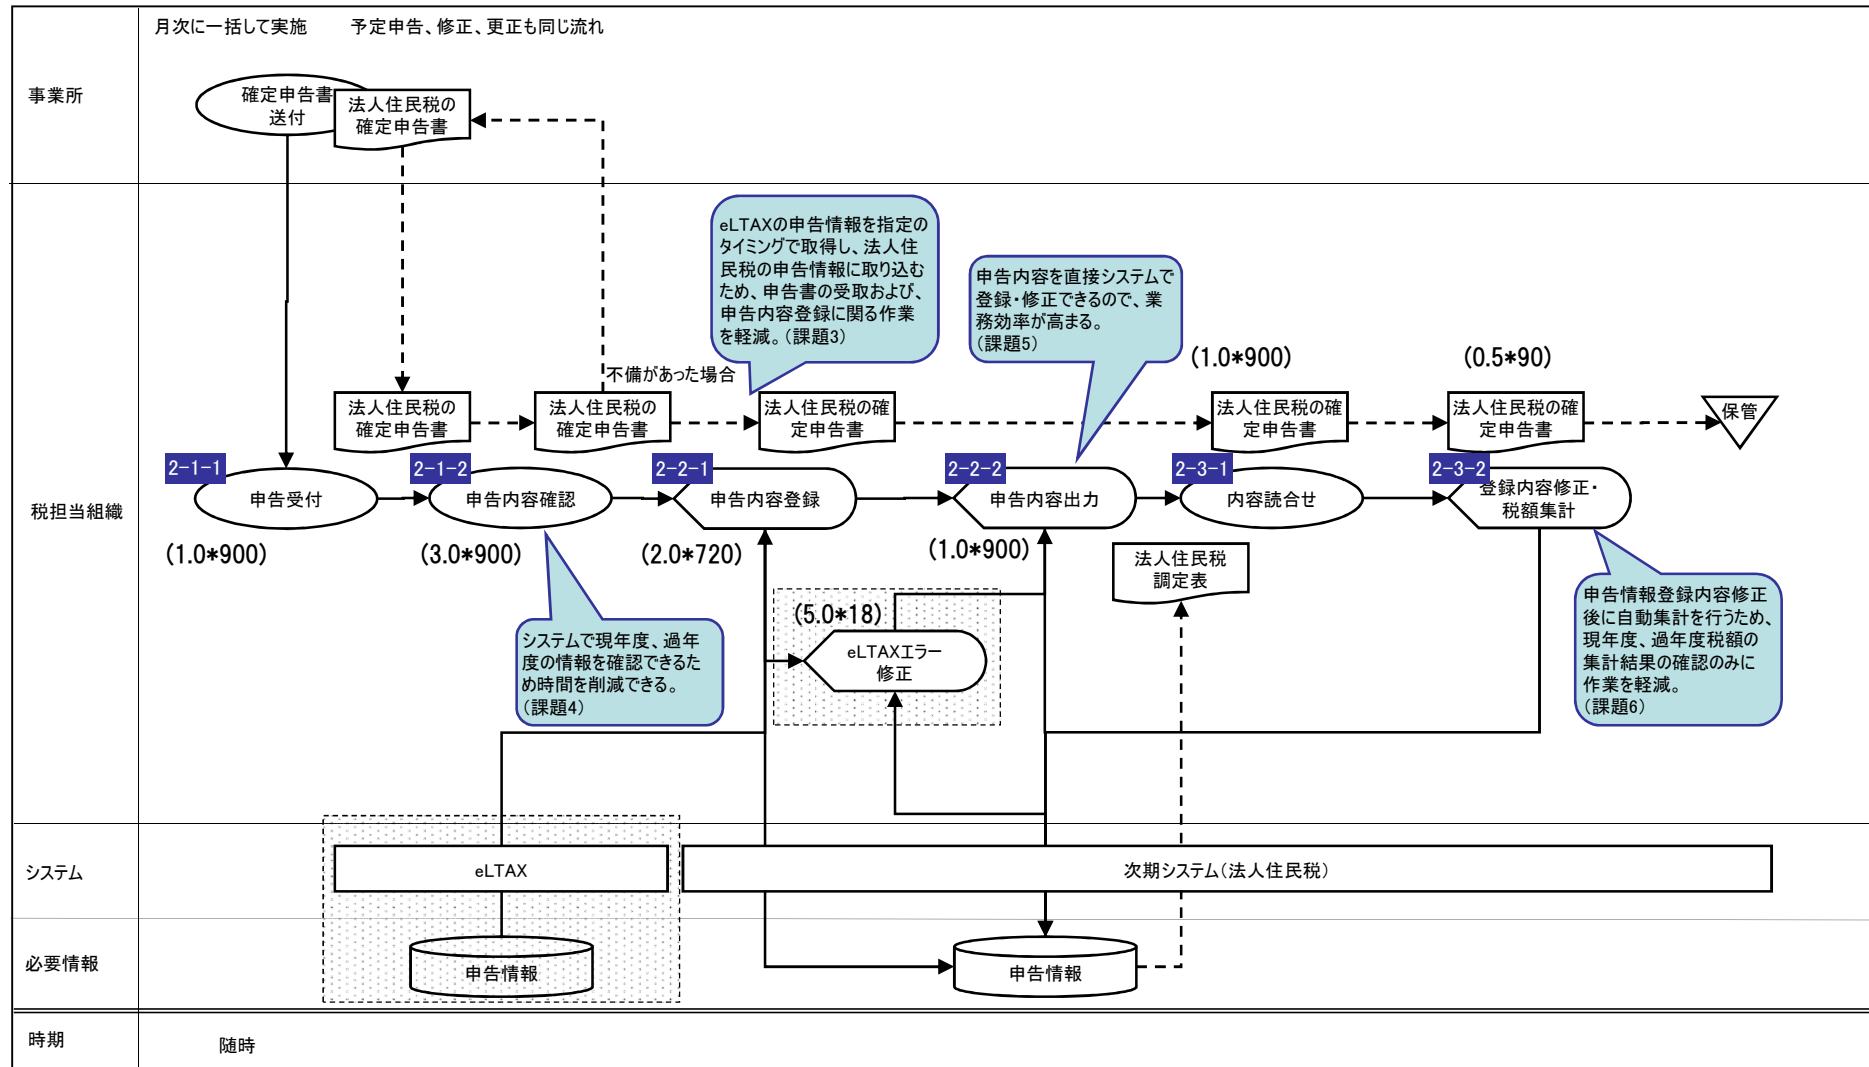 月次に一括して実施　　予定申告、修正、更正も同じ流れ
事業所
確定申告書
送付
法人住民税の
確定申告書
税担当組織
eLTAXの申告情報を指定の
タイミングで取得し、法人住
民税の申告情報に取り込む
ため、申告書の受取および、
申告内容登録に関る作業
を軽減。（課題3）
申告内容を直接システムで
登録・修正できるので、業
務効率が高まる。
（課題5）
不備があった場合
(1.0*900)
(0.5*90)
法人住民税の
確定申告書
法人住民税の
確定申告書
法人住民税の確
定申告書
法人住民税の確
定申告書
法人住民税の確
定申告書
保管
2-1-1
申告受付
2-1-2
申告内容確認
2-2-1
申告内容登録
2-2-2
申告内容出力
2-3-1
内容読合せ
2-3-2
登録内容修正・
税額集計
(1.0*900)
(3.0*900)
(2.0*720)
(1.0*900)
法人住民税
調定表
(5.0*18)
eLTAXエラー
修正
システムで現年度、過年
度の情報を確認できるた
め時間を削減できる。
（課題4）
申告情報登録内容修正
後に自動集計を行うため、
現年度、過年度税額の
集計結果の確認のみに
作業を軽減。
（課題6）
システム
eLTAX
次期システム（法人住民税）
必要情報
申告情報
申告情報
時期
随時